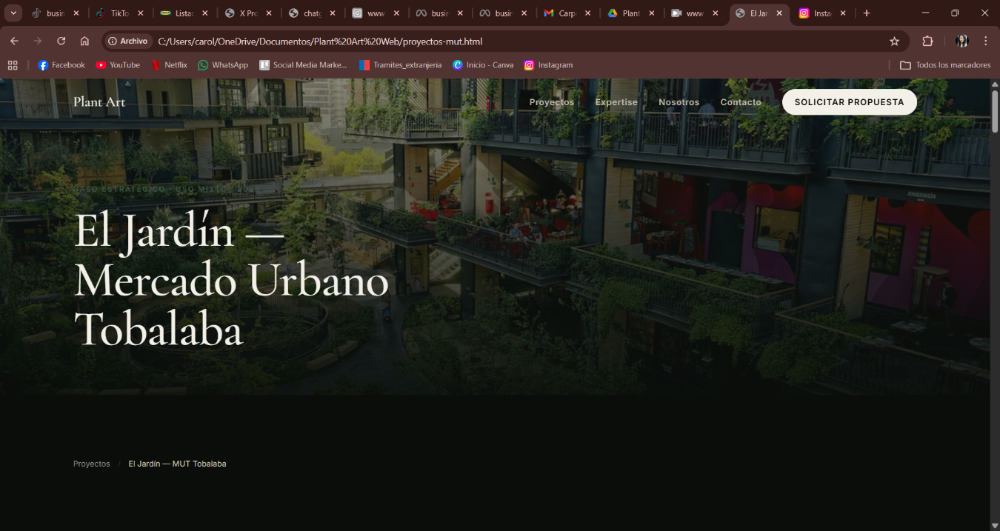 busin
TikTo
Listac
X Pro
chatg
www
busin
busin
Carp
Plant
www
El Jar
Insta
Archivo
C:/Users/carol/OneDrive/Documentos/Plant%20Art%20Web/proyectos-mut.html
Facebook
YouTube
Netflix
WhatsApp
Social Media Marke...
Tramites_extranjeria
Inicio - Canva
Instagram
Todos los marcadores
Plant Art
Proyectos
Expertise
Nosotros
Contacto
SOLICITAR PROPUESTA
CASO ESTRATÉGICO · USO MIXTO
El Jardín —
Mercado Urbano
Tobalaba
Proyectos / El Jardín — MUT Tobalaba